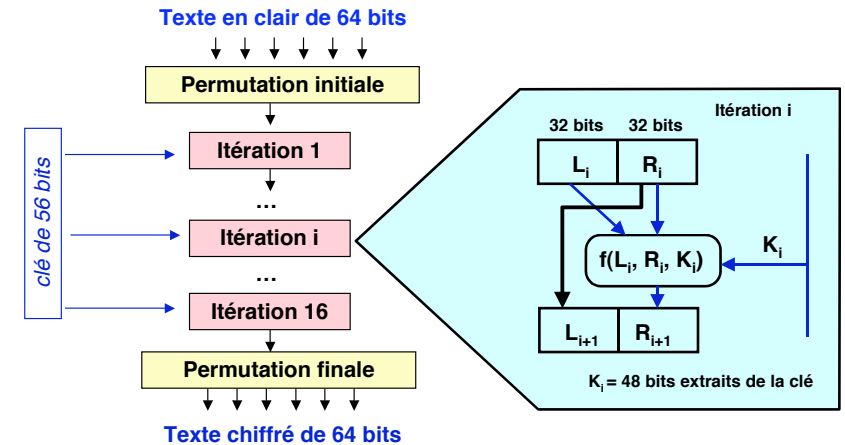 Texte en clair de 64 bits
Permutation initiale
clé de 56 bits
Itération 1
...
Itération i
...
Itération 16
Permutation finale
Texte chiffré de 64 bits
Itération i
32 bits 32 bits
Li Ri
Ki
f(Li, Ri, Ki)
Li+1 Ri+1
Ki = 48 bits extraits de la clé